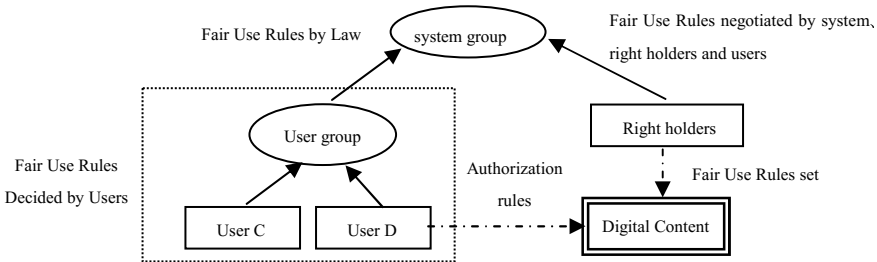 Fair Use Rules by Law
system group
Fair Use Rules negotiated by system、
right holders and users
User group
Right holders
Fair Use Rules
Decided by Users
Authorization
rules
Fair Use Rules set
User C
User D
Digital Content